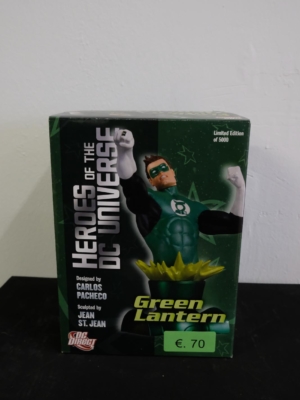 HEROES OF THE
DC UNIVERSE
Limited Edition
of 5000
Designed by
CARLOS
PACHECO
Sculpted by
JEAN
ST. JEAN
Green
Lantern
DC
DIRECT
€. 70